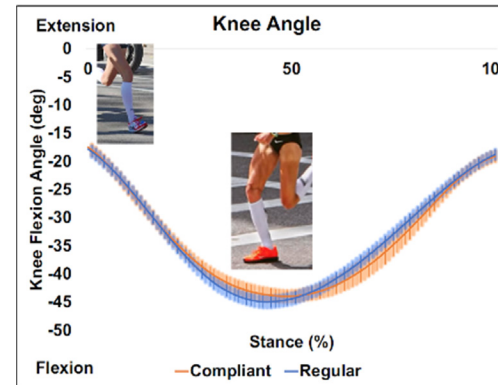 Extension
Knee Angle
0
0
50
10
-5
-10
-15
-20
-25
-30
-35
-40
-45
-50
Knee Flexion Angle (deg)
Stance (%)
Flexion
Compliant
Regular